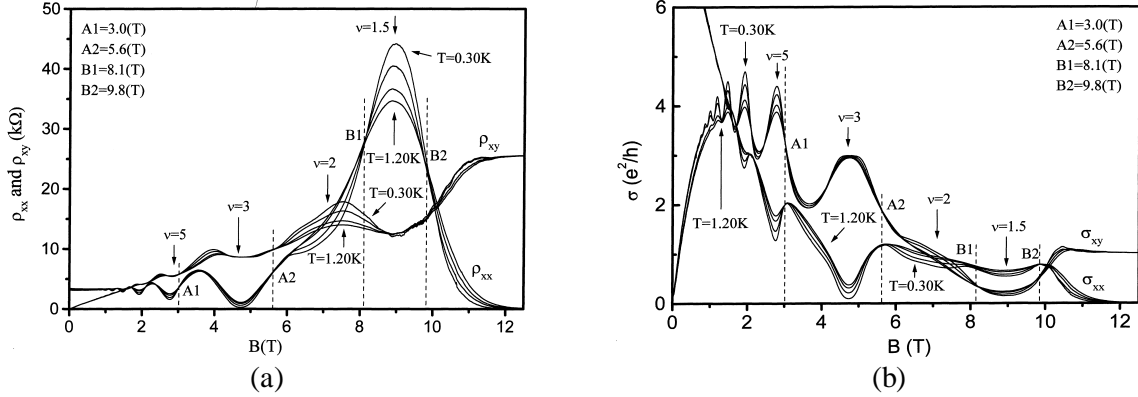 50
40
30
20
10
0
ρxx and ρxy (kΩ)
A1=3.0(T)
A2=5.6(T)
B1=8.1(T)
B2=9.8(T)
ν=1.5
T=0.30K
B1
B2
ρxy
T=1.20K
ν=2
T=0.30K
ν=3
ν=5
T=1.20K
A1
A2
ρxx
0 2 4 6 8 10 12
B(T)
(a)
6
4
2
0
σ (e²/h)
T=0.30K
ν=5
A1=3.0(T)
A2=5.6(T)
B1=8.1(T)
B2=9.8(T)
ν=3
A1
T=1.20K
T=1.20K
A2
ν=2
ν=1.5
B1
B2
σxy
T=0.30K
σxx
0 2 4 6 8 10
B (T)
(b)